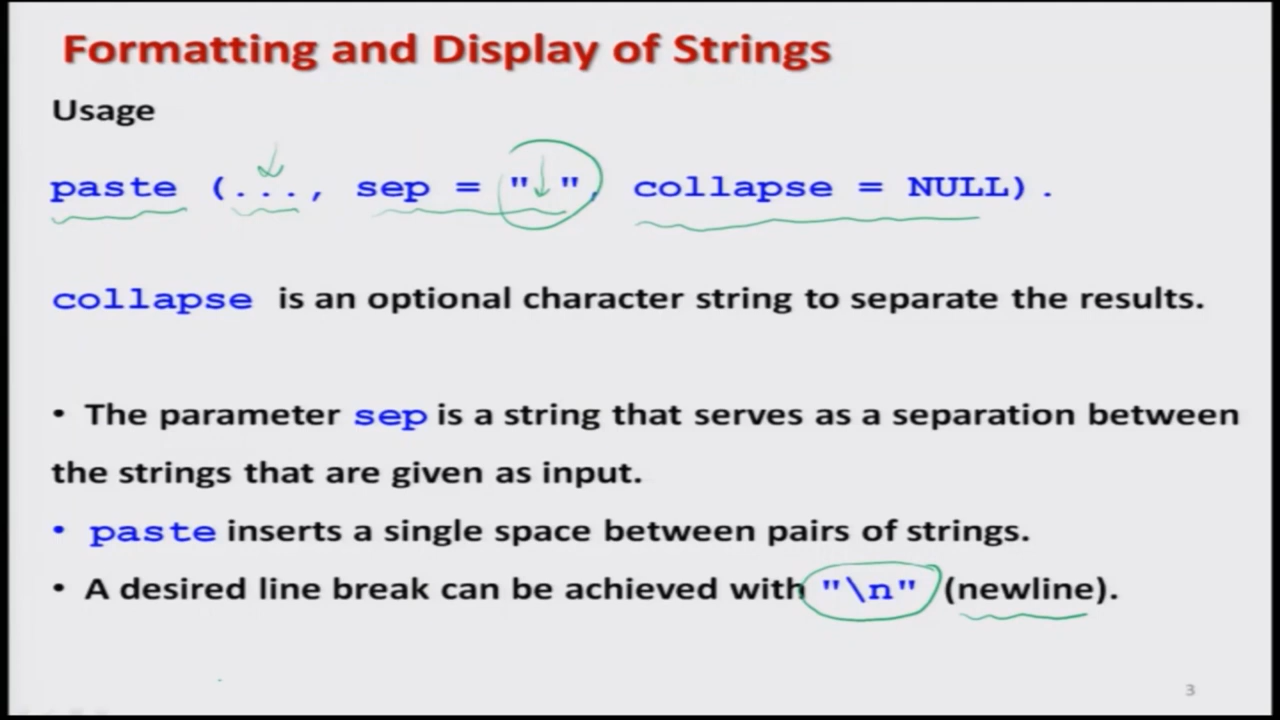 Formatting and Display of Strings
Usage
paste (..., sep = " ", collapse = NULL).
collapse is an optional character string to separate the results.
• The parameter sep is a string that serves as a separation between
the strings that are given as input.
• paste inserts a single space between pairs of strings.
• A desired line break can be achieved with "\n" (newline).
3